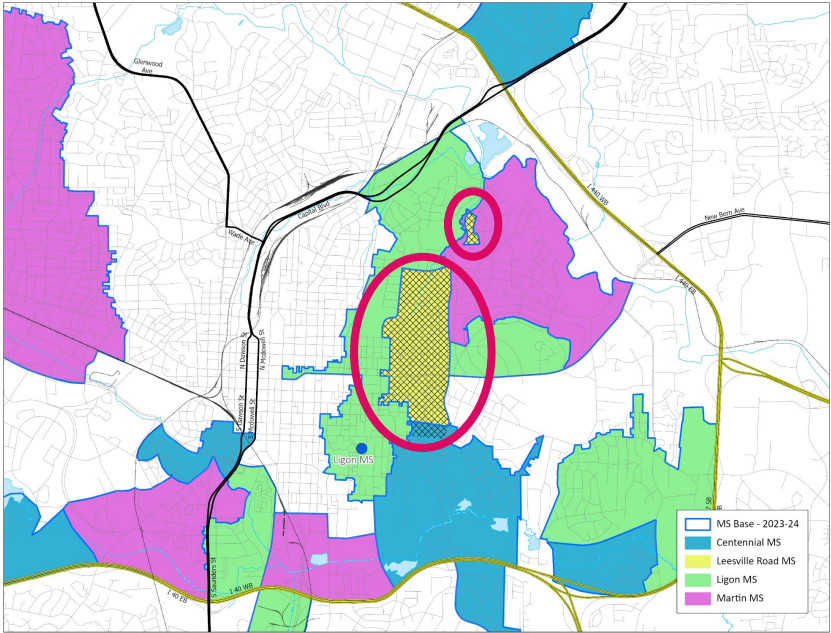 Glenwood
Ave
Capital Blvd
Wade Ave
I 440 WB
New Bern Ave
I 440 EB
N Dawson St
N Mcdowell St
S Dawson St
S Mcdowell St
Ligon MS
S Saunders St
I 40 EB
I 40 WB
MS Base - 2023-24
Centennial MS
Leesville Road MS
Ligon MS
Martin MS